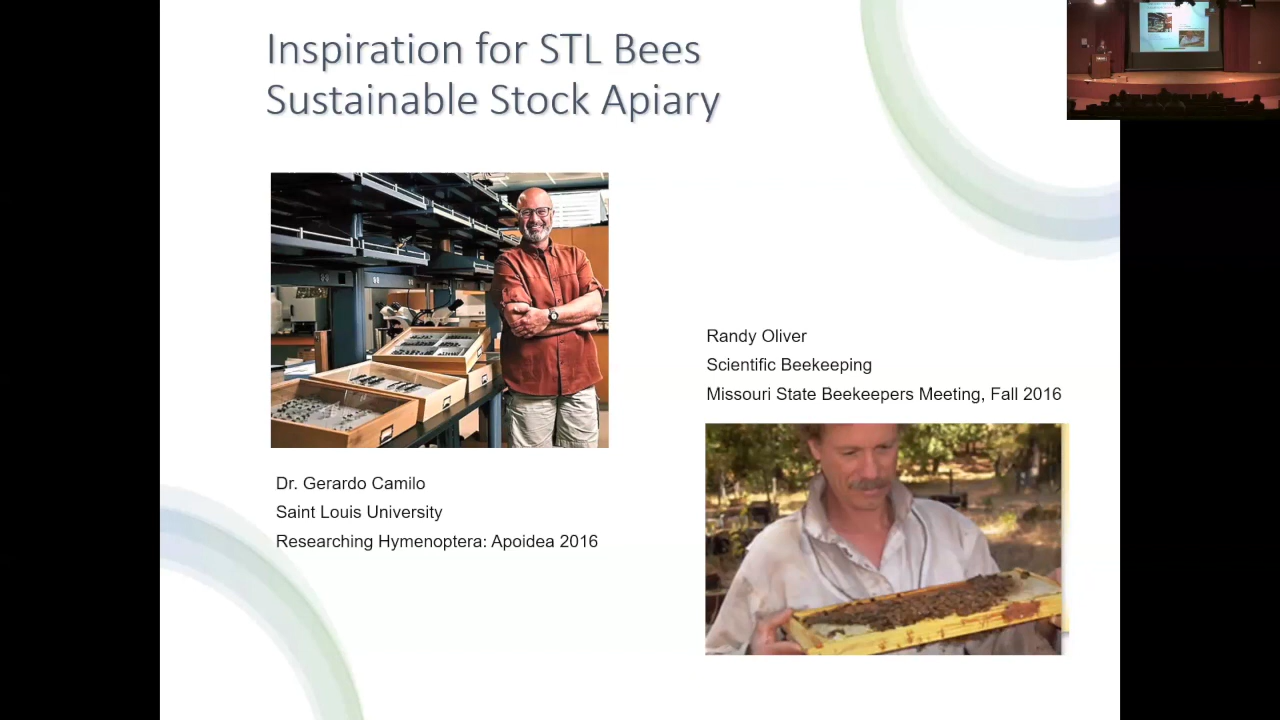 Inspiration for STL Bees
Sustainable Stock Apiary
Randy Oliver
Scientific Beekeeping
Missouri State Beekeepers Meeting, Fall 2016
Dr. Gerardo Camilo
Saint Louis University
Researching Hymenoptera: Apoidea 2016